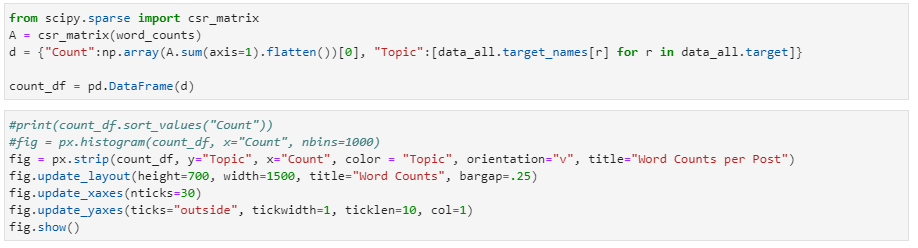 from scipy.sparse import csr_matrix
A = csr_matrix(word_counts)
d = {"Count":np.array(A.sum(axis=1).flatten())[0], "Topic":[data_all.target_names[r] for r in data_all.target]}
count_df = pd.DataFrame(d)
#print(count_df.sort_values("Count"))
#fig = px.histogram(count_df, x="Count", nbins=1000)
fig = px.strip(count_df, y="Topic", x="Count", color = "Topic", orientation="v", title="Word Counts per Post")
fig.update_layout(height=700, width=1500, title="Word Counts", bargap=.25)
fig.update_xaxes(nticks=30)
fig.update_yaxes(ticks="outside", tickwidth=1, ticklen=10, col=1)
fig.show()